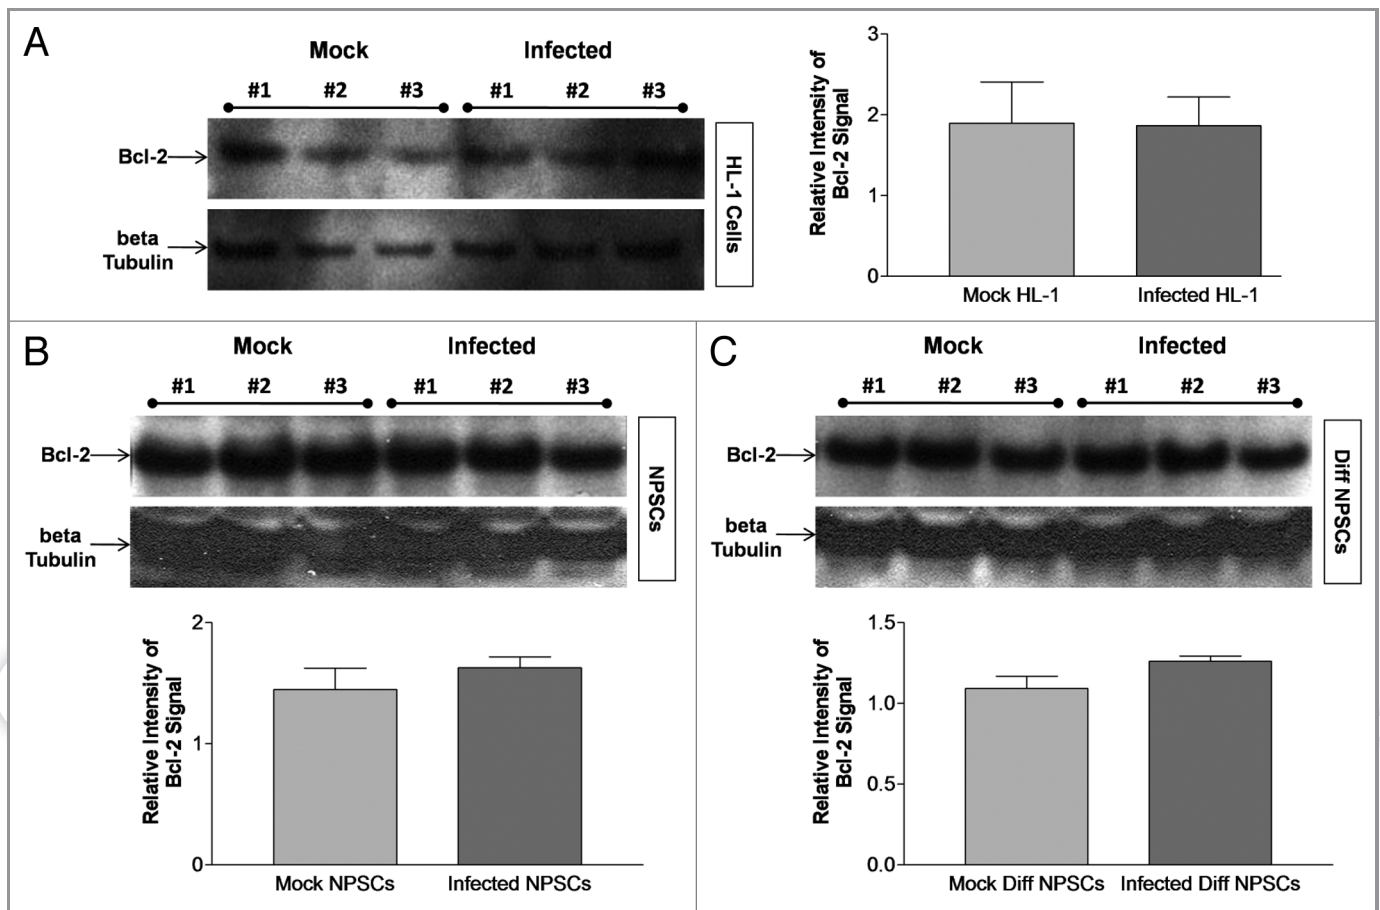 A
Mock Infected
#1 #2 #3 #1 #2 #3
Bcl-2
beta
Tubulin
HL-1 Cells
Relative Intensity of
Bcl-2 Signal
3
2
1
0
Mock HL-1 Infected HL-1
B
Mock Infected
#1 #2 #3 #1 #2 #3
Bcl-2
beta
Tubulin
NPSCs
Relative Intensity of
Bcl-2 Signal
2
1
0
Mock NPSCs Infected NPSCs
C
Mock Infected
#1 #2 #3 #1 #2 #3
Bcl-2
beta
Tubulin
Diff NPSCs
Relative Intensity of
Bcl-2 Signal
1.5
1.0
0.5
0.0
Mock Diff NPSCs Infected Diff NPSCs